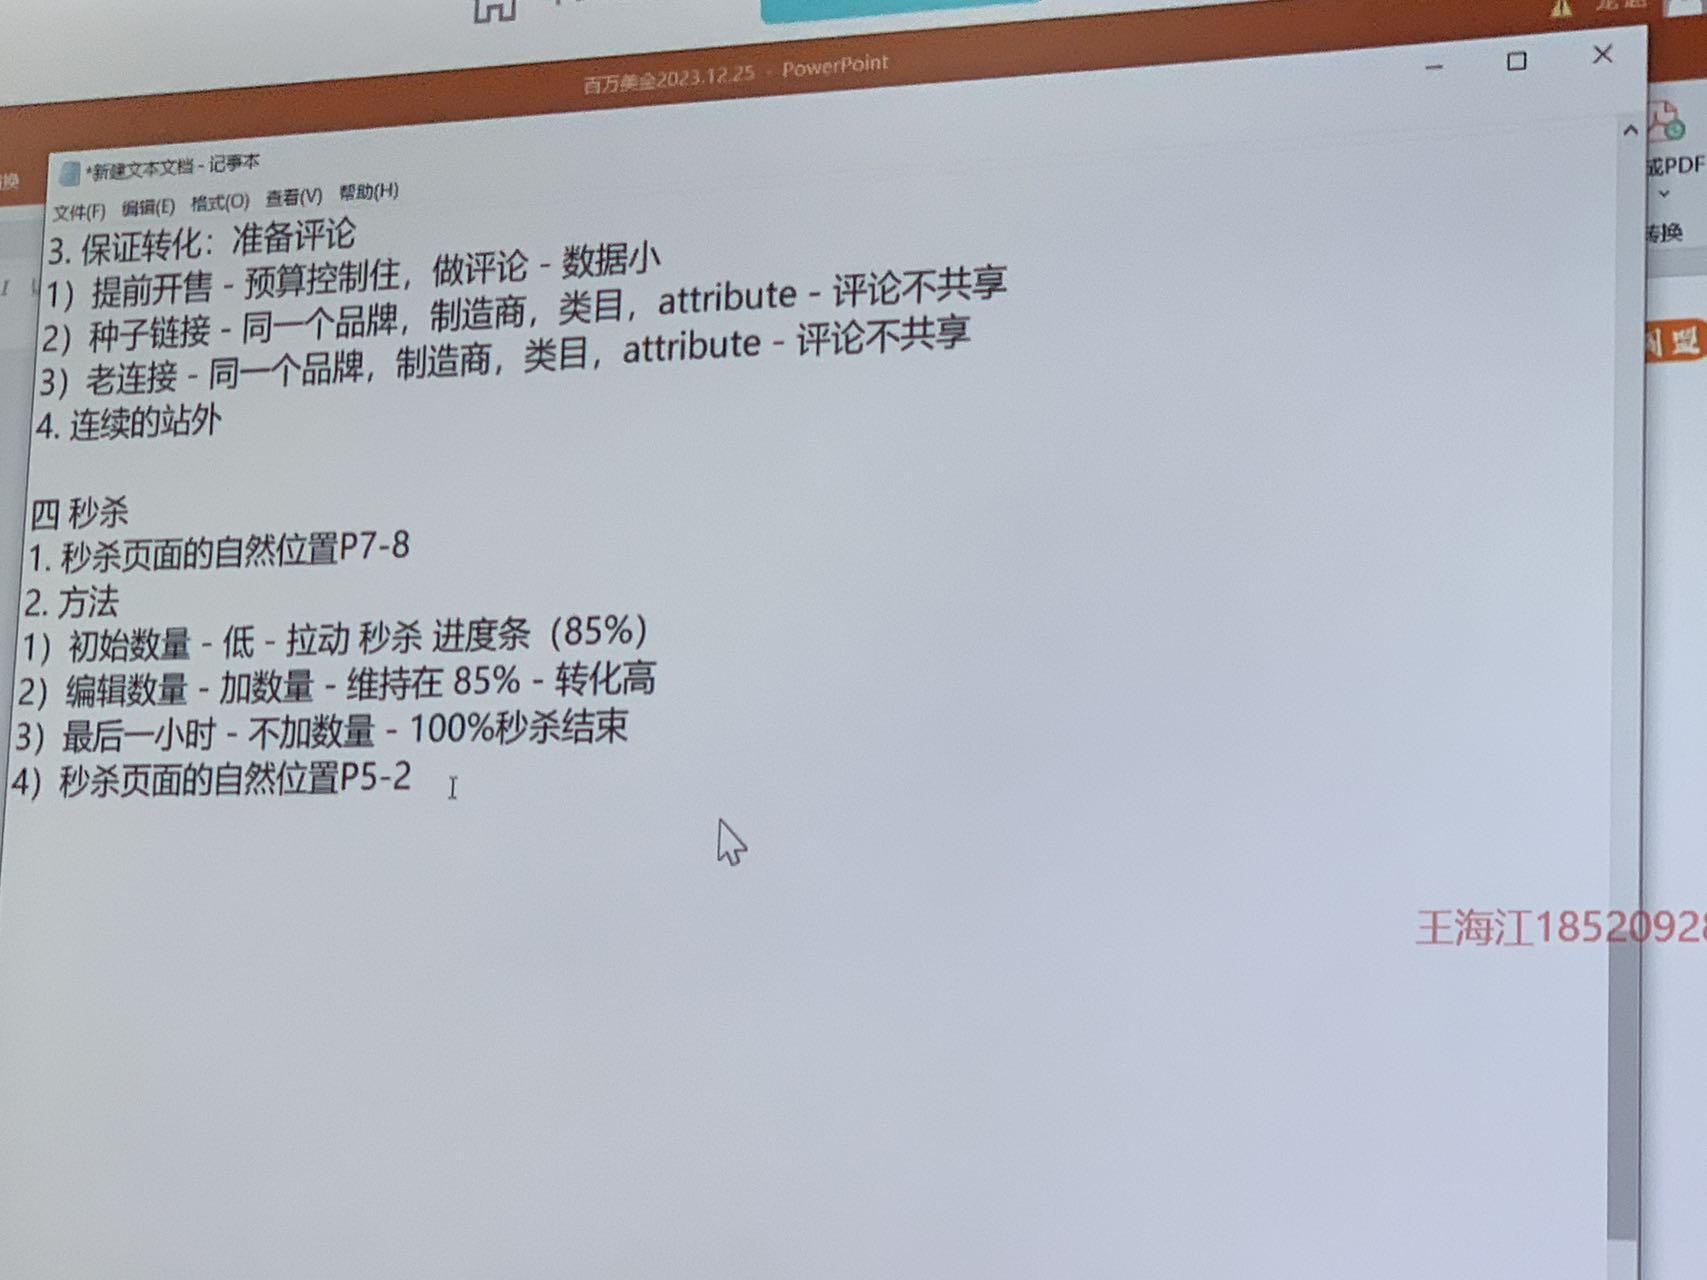 百万美金2023.12.25 - PowerPoint
*新建文本文档 - 记事本
文件(F) 编辑(E) 格式(O) 查看(V) 帮助(H)
PDF
转换
3. 保证转化：准备评论
1）提前开售 - 预算控制住，做评论 - 数据小
2）种子链接 - 同一个品牌，制造商，类目，attribute - 评论不共享
3）老连接 - 同一个品牌，制造商，类目，attribute - 评论不共享
4. 连续的站外
四 秒杀
1. 秒杀页面的自然位置P7-8
2. 方法
1）初始数量 - 低 - 拉动 秒杀 进度条（85%）
2）编辑数量 - 加数量 - 维持在 85% - 转化高
3）最后一小时 - 不加数量 - 100%秒杀结束
4）秒杀页面的自然位置P5-2
王海江1852092